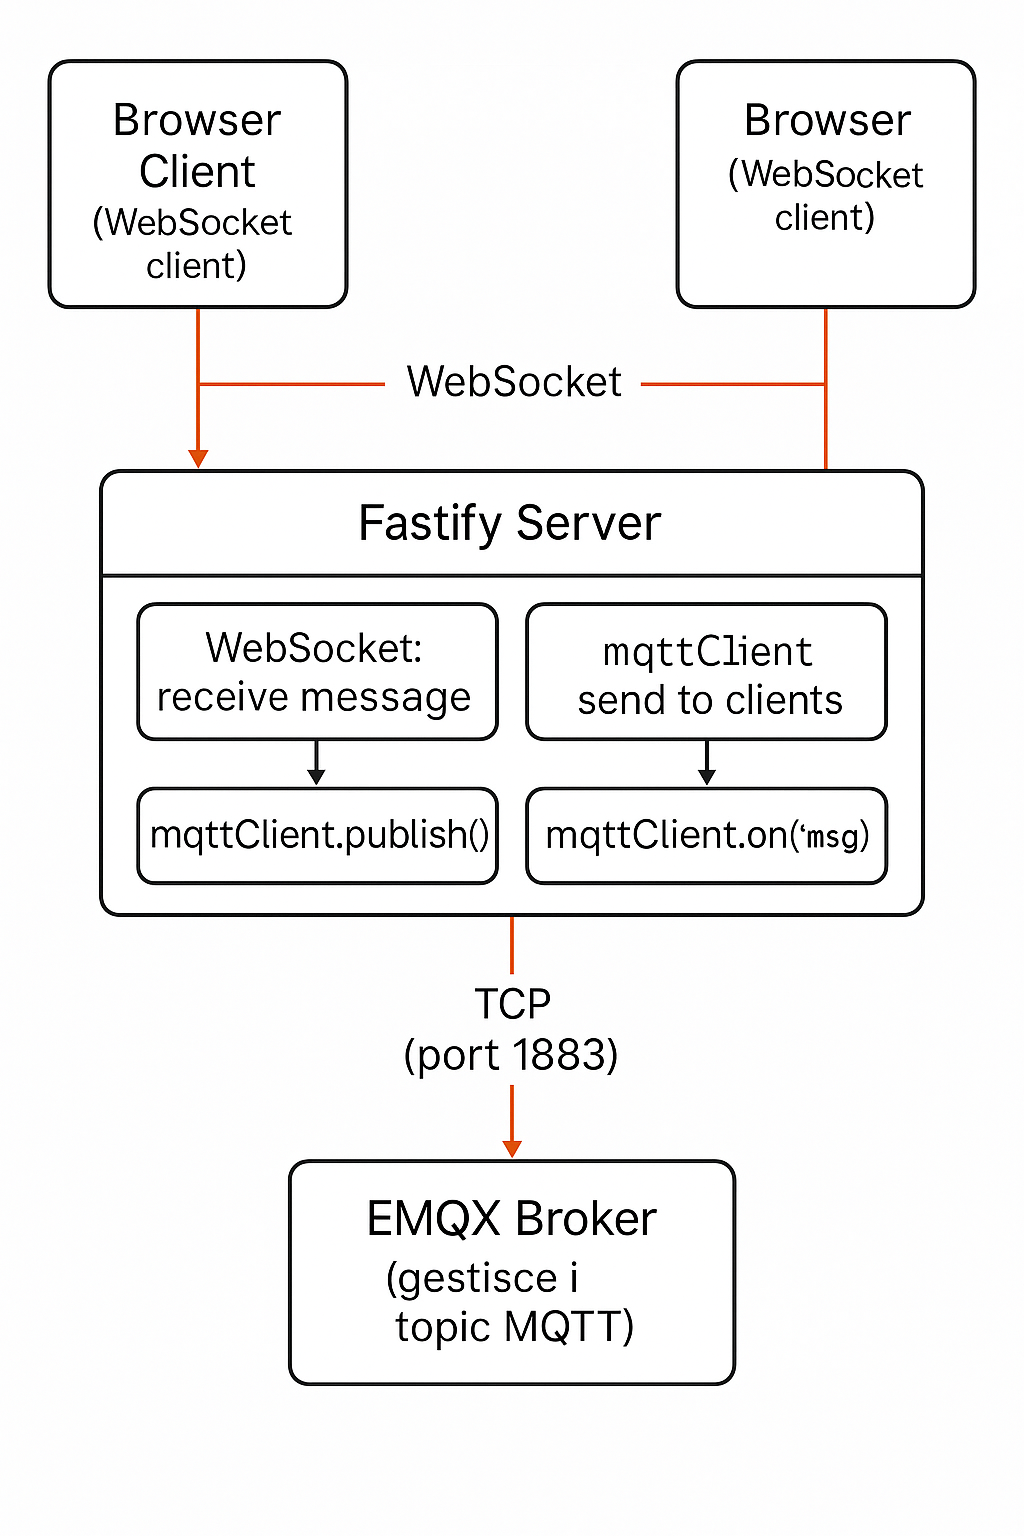 Browser
Client
(WebSocket
client)
Browser
(WebSocket
client)
WebSocket
Fastify Server
WebSocket:
receive message
mqttClient
send to clients
mqttClient.publish()
mqttClient.on(‘msg)
TCP
(port 1883)
EMQX Broker
(gestisce i
topic MQTT)